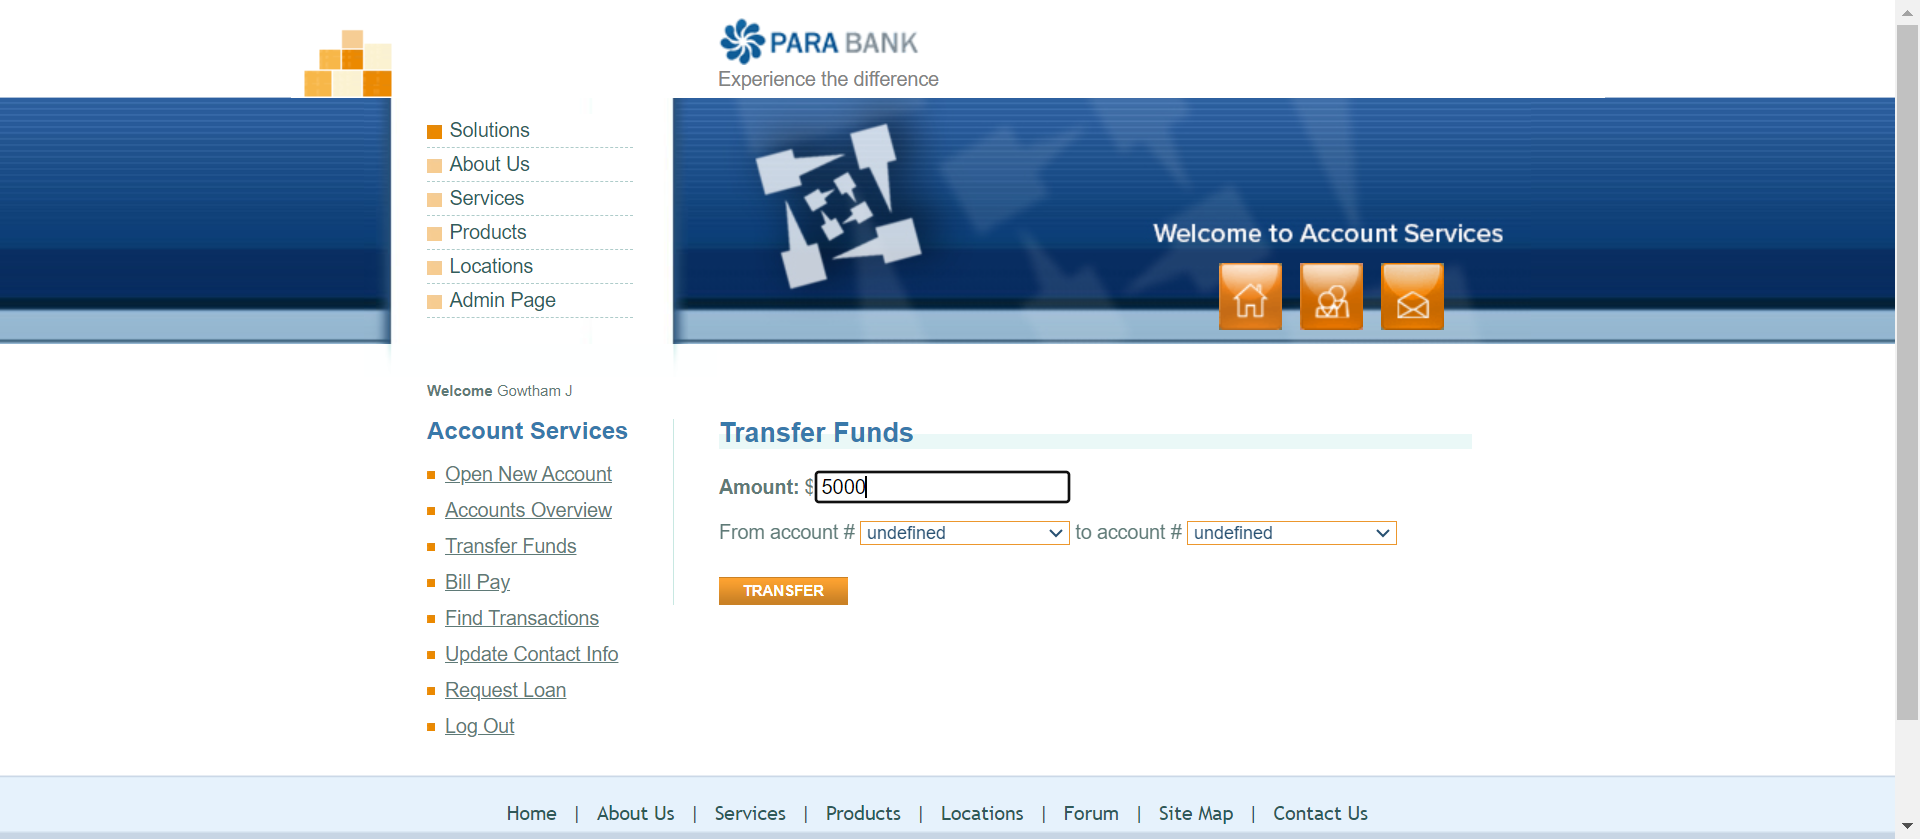 PARA BANK
Experience the difference
Solutions
About Us
Services
Products
Locations
Admin Page
Welcome to Account Services
Welcome Gowtham J
Account Services
Open New Account
Accounts Overview
Transfer Funds
Bill Pay
Find Transactions
Update Contact Info
Request Loan
Log Out
Transfer Funds
Amount: $ 5000
From account # undefined to account # undefined
TRANSFER
Home | About Us | Services | Products | Locations | Forum | Site Map | Contact Us